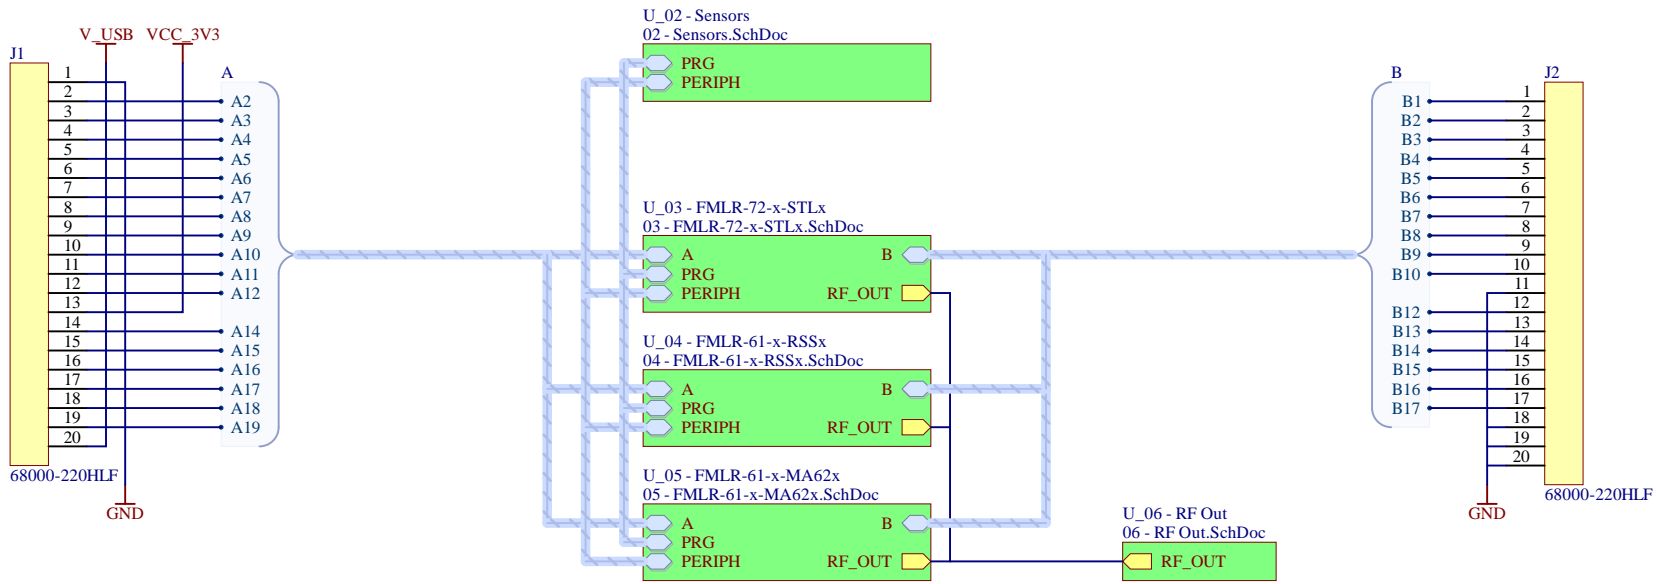 V_USB
VCC_3V3
J1
1
2
3
4
5
6
7
8
9
10
11
12
13
14
15
16
17
18
19
20
68000-220HLF
GND
A
A2
A3
A4
A5
A6
A7
A8
A9
A10
A11
A12
A14
A15
A16
A17
A18
A19
U_02 - Sensors
02 - Sensors.SchDoc
PRG
PERIPH
U_03 - FMLR-72-x-STLx
03 - FMLR-72-x-STLx.SchDoc
A B
PRG
PERIPH RF_OUT
U_04 - FMLR-61-x-RSSx
04 - FMLR-61-x-RSSx.SchDoc
A B
PRG
PERIPH RF_OUT
U_05 - FMLR-61-x-MA62x
05 - FMLR-61-x-MA62x.SchDoc
A B
PRG
PERIPH RF_OUT
U_06 - RF Out
06 - RF Out.SchDoc
RF_OUT
B
B1
B2
B3
B4
B5
B6
B7
B8
B9
B10
B12
B13
B14
B15
B16
B17
J2
1
2
3
4
5
6
7
8
9
10
11
12
13
14
15
16
17
18
19
20
68000-220HLF
GND